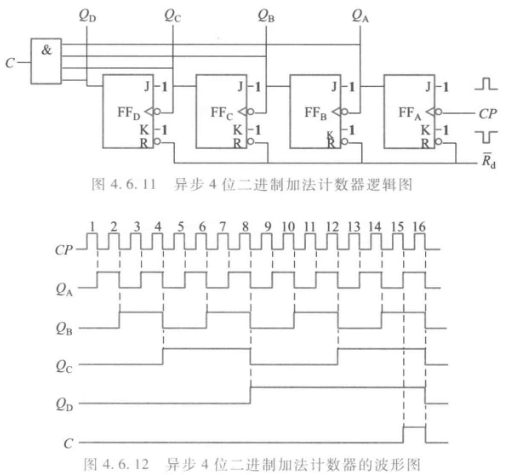 Q_D Q_C Q_B Q_A
C &
J 1 J 1 J 1 J 1
FF_D FF_C FF_B FF_A CP
K 1 K 1 K 1 K 1
R R R R
R̅_d
图 4.6.11 异步 4 位二进制加法计数器逻辑图
1 2 3 4 5 6 7 8 9 10 11 12 13 14 15 16
CP
Q_A
Q_B
Q_C
Q_D
C
图 4.6.12 异步 4 位二进制加法计数器的波形图